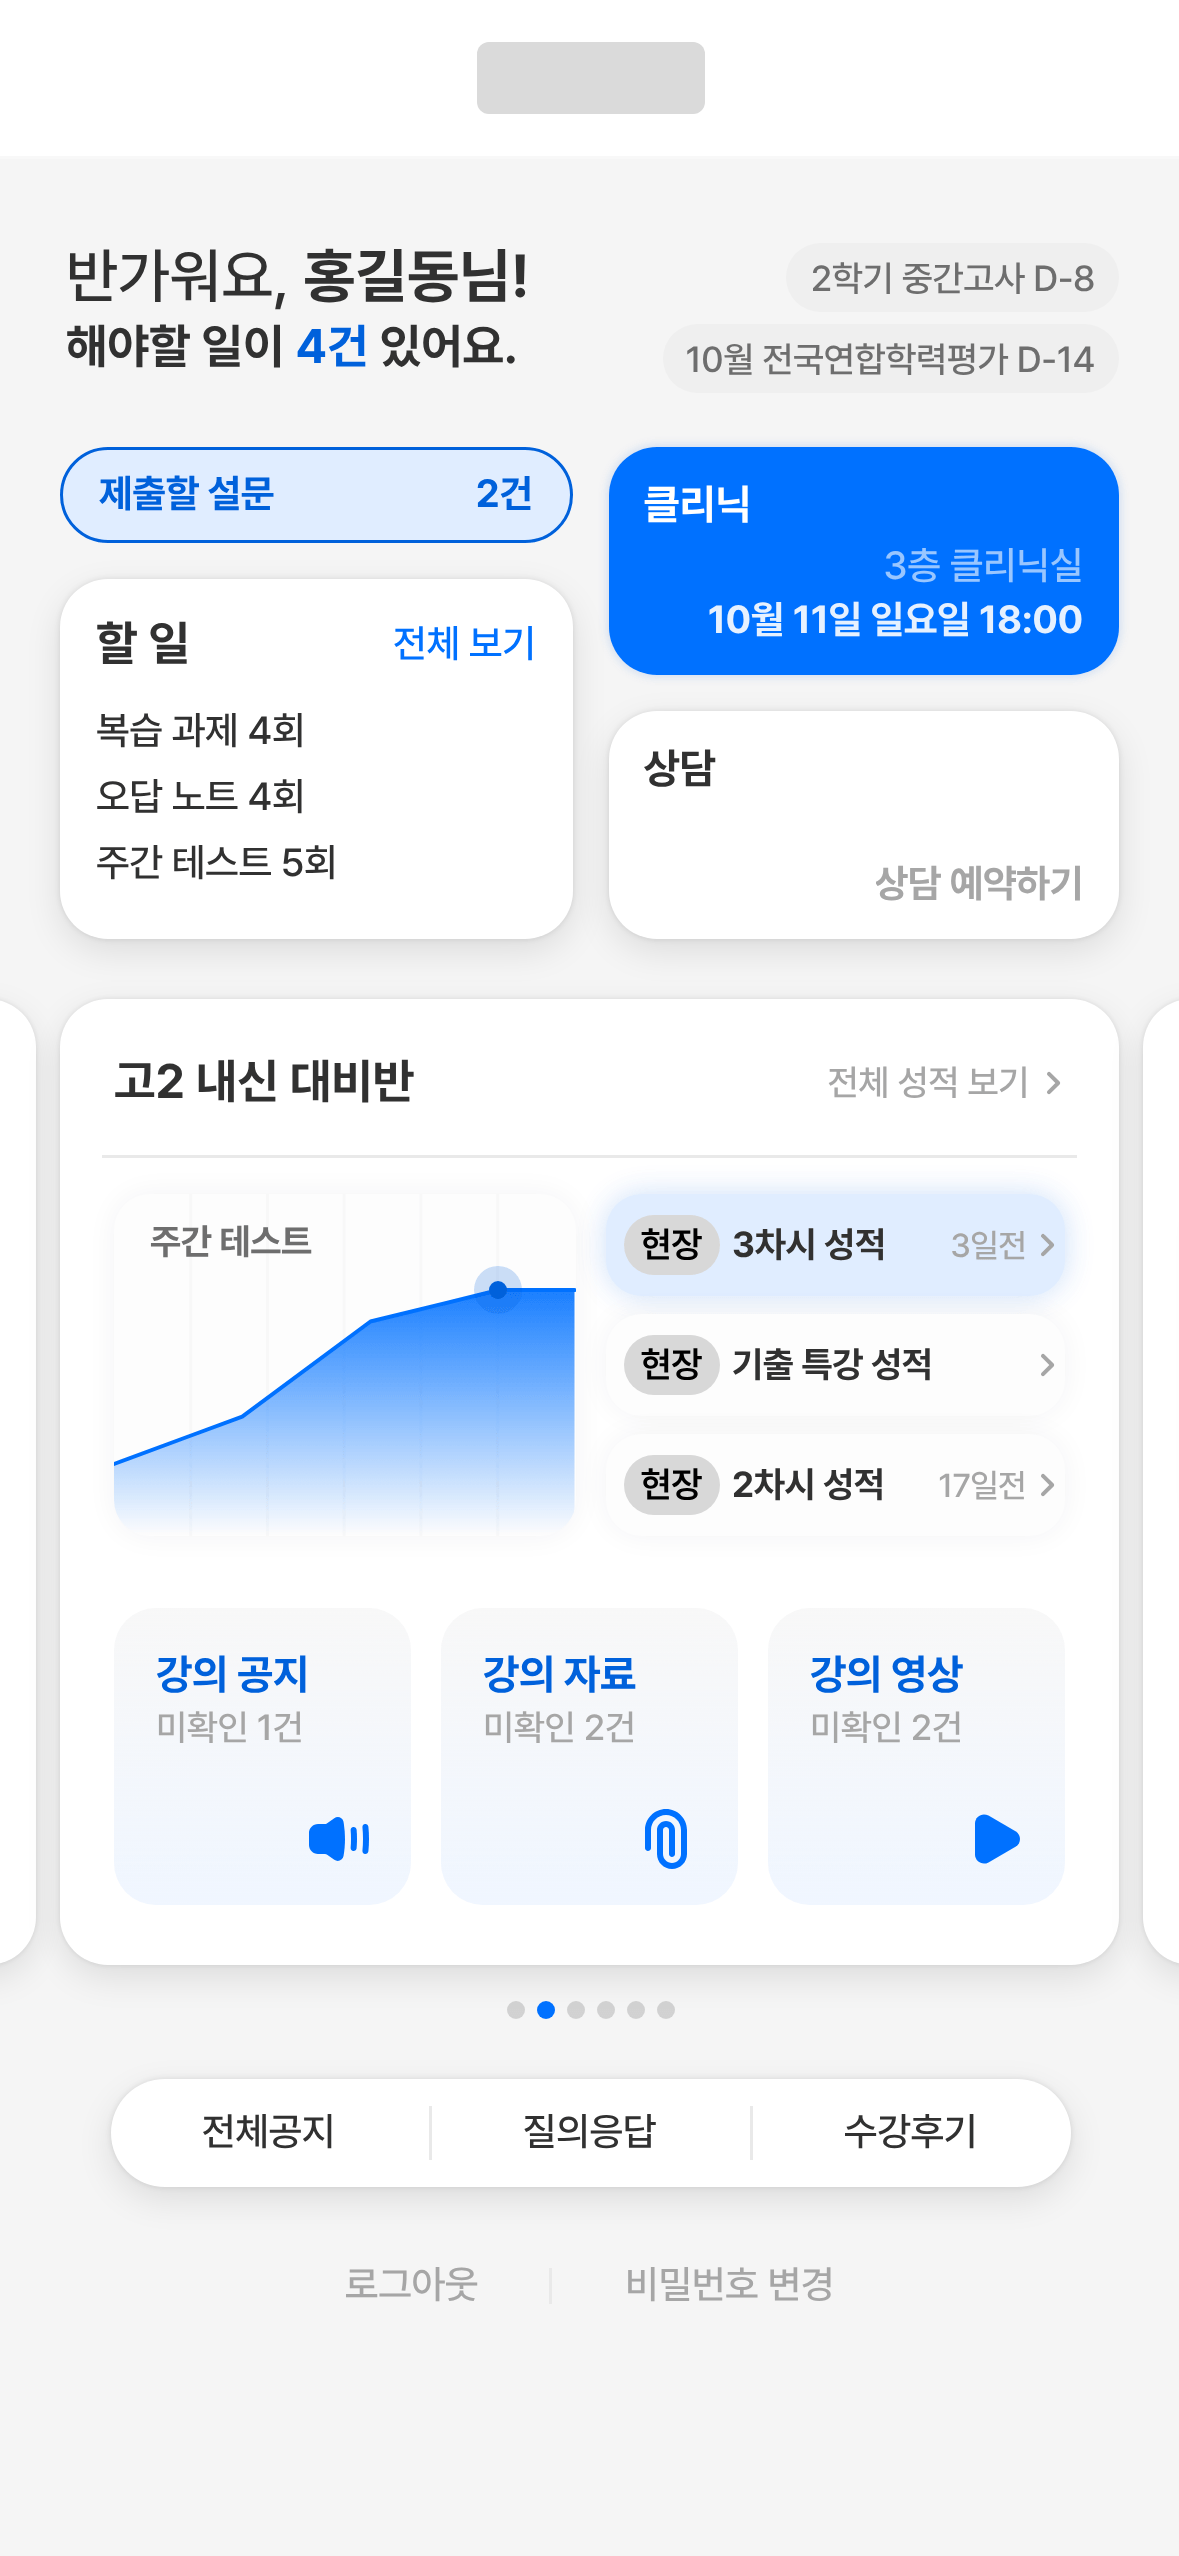 반가워요, 홍길동님!
해야할 일이 4건 있어요.
2학기 중간고사 D-8
10월 전국연합학력평가 D-14
제출할 설문 2건
할 일 전체 보기
복습 과제 4회
오답 노트 4회
주간 테스트 5회
클리닉
3층 클리닉실
10월 11일 일요일 18:00
상담
상담 예약하기
고2 내신 대비반 전체 성적 보기
주간 테스트
현장 3차시 성적 3일전
현장 기출 특강 성적
현장 2차시 성적 17일전
강의 공지
미확인 1건
강의 자료
미확인 2건
강의 영상
미확인 2건
전체공지 질의응답 수강후기
로그아웃 비밀번호 변경